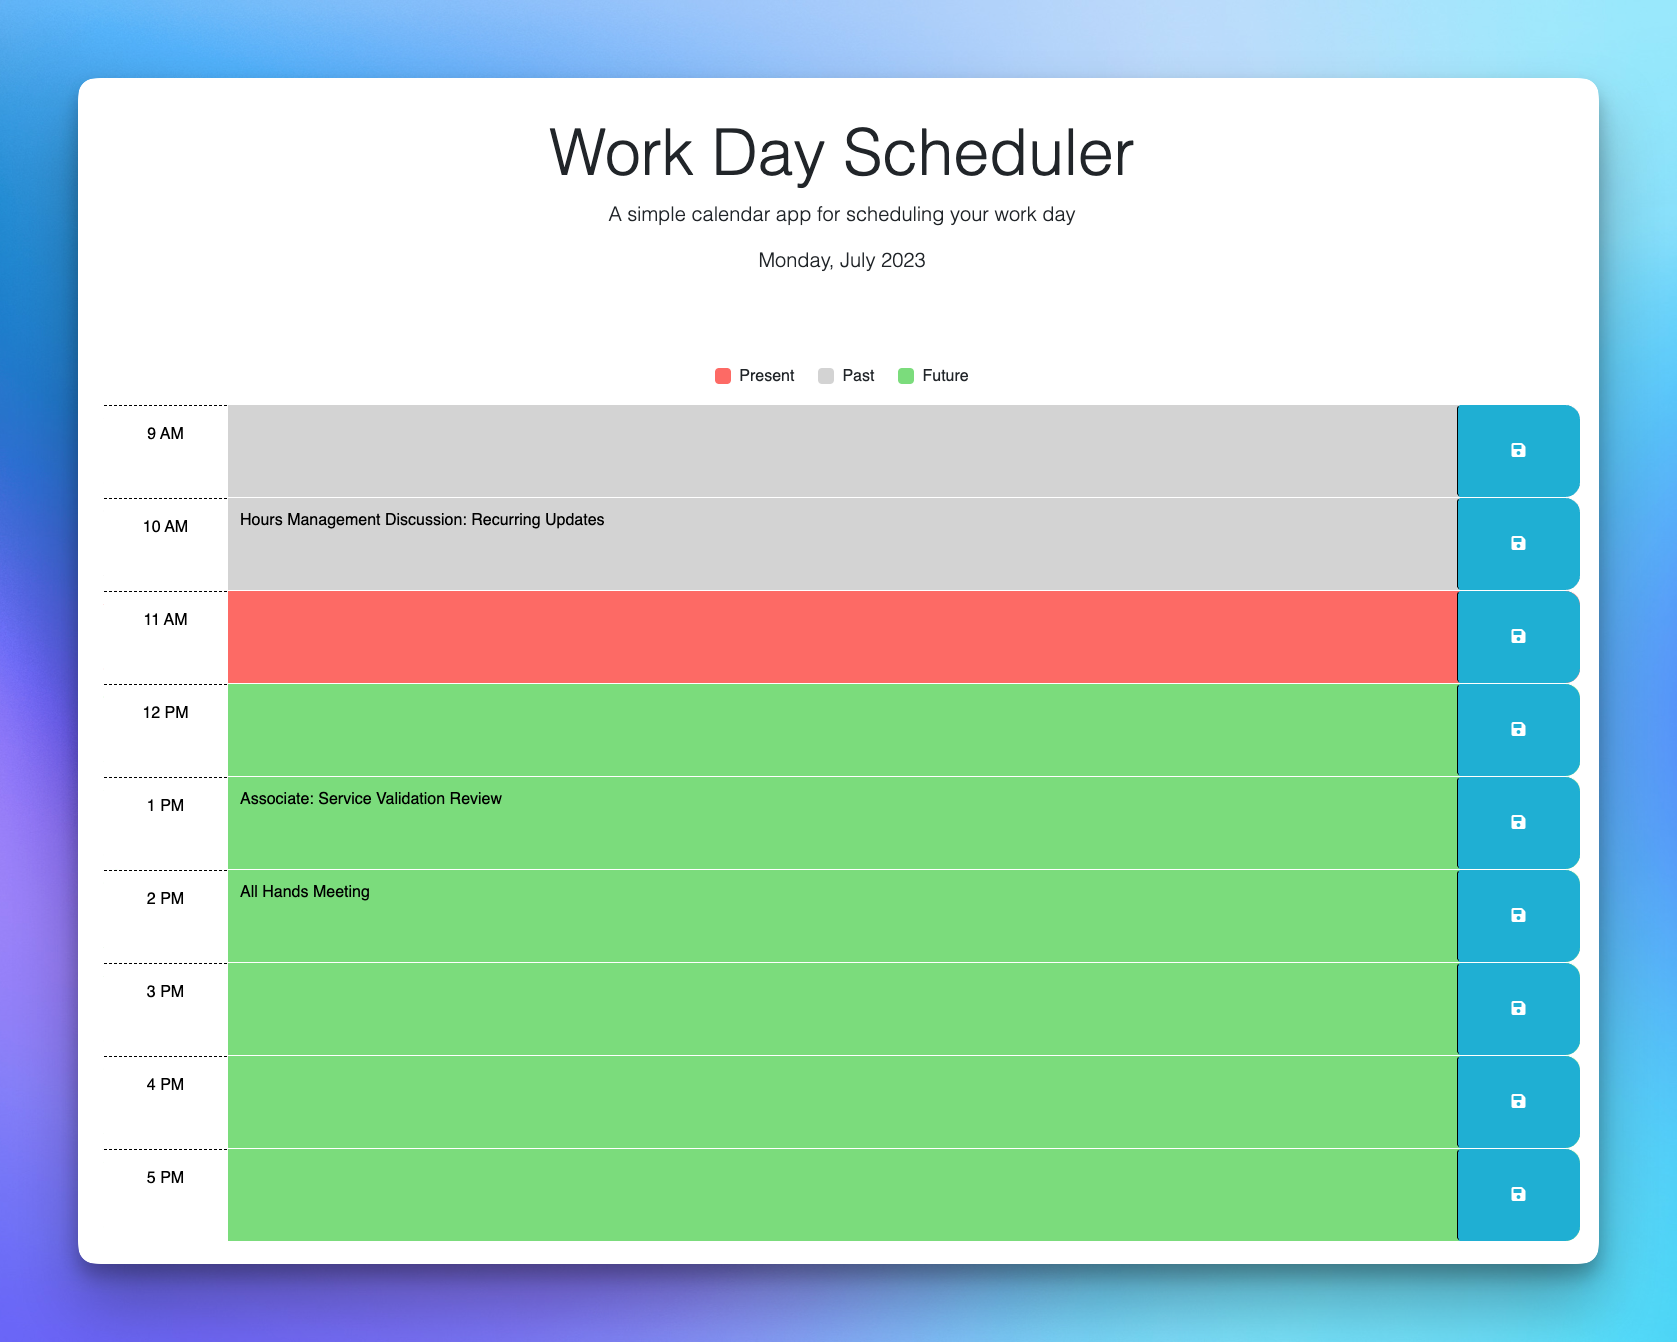 Work Day Scheduler
A simple calendar app for scheduling your work day
Monday, July 2023
Present Past Future
9 AM
10 AM Hours Management Discussion: Recurring Updates
11 AM
12 PM
1 PM Associate: Service Validation Review
2 PM All Hands Meeting
3 PM
4 PM
5 PM